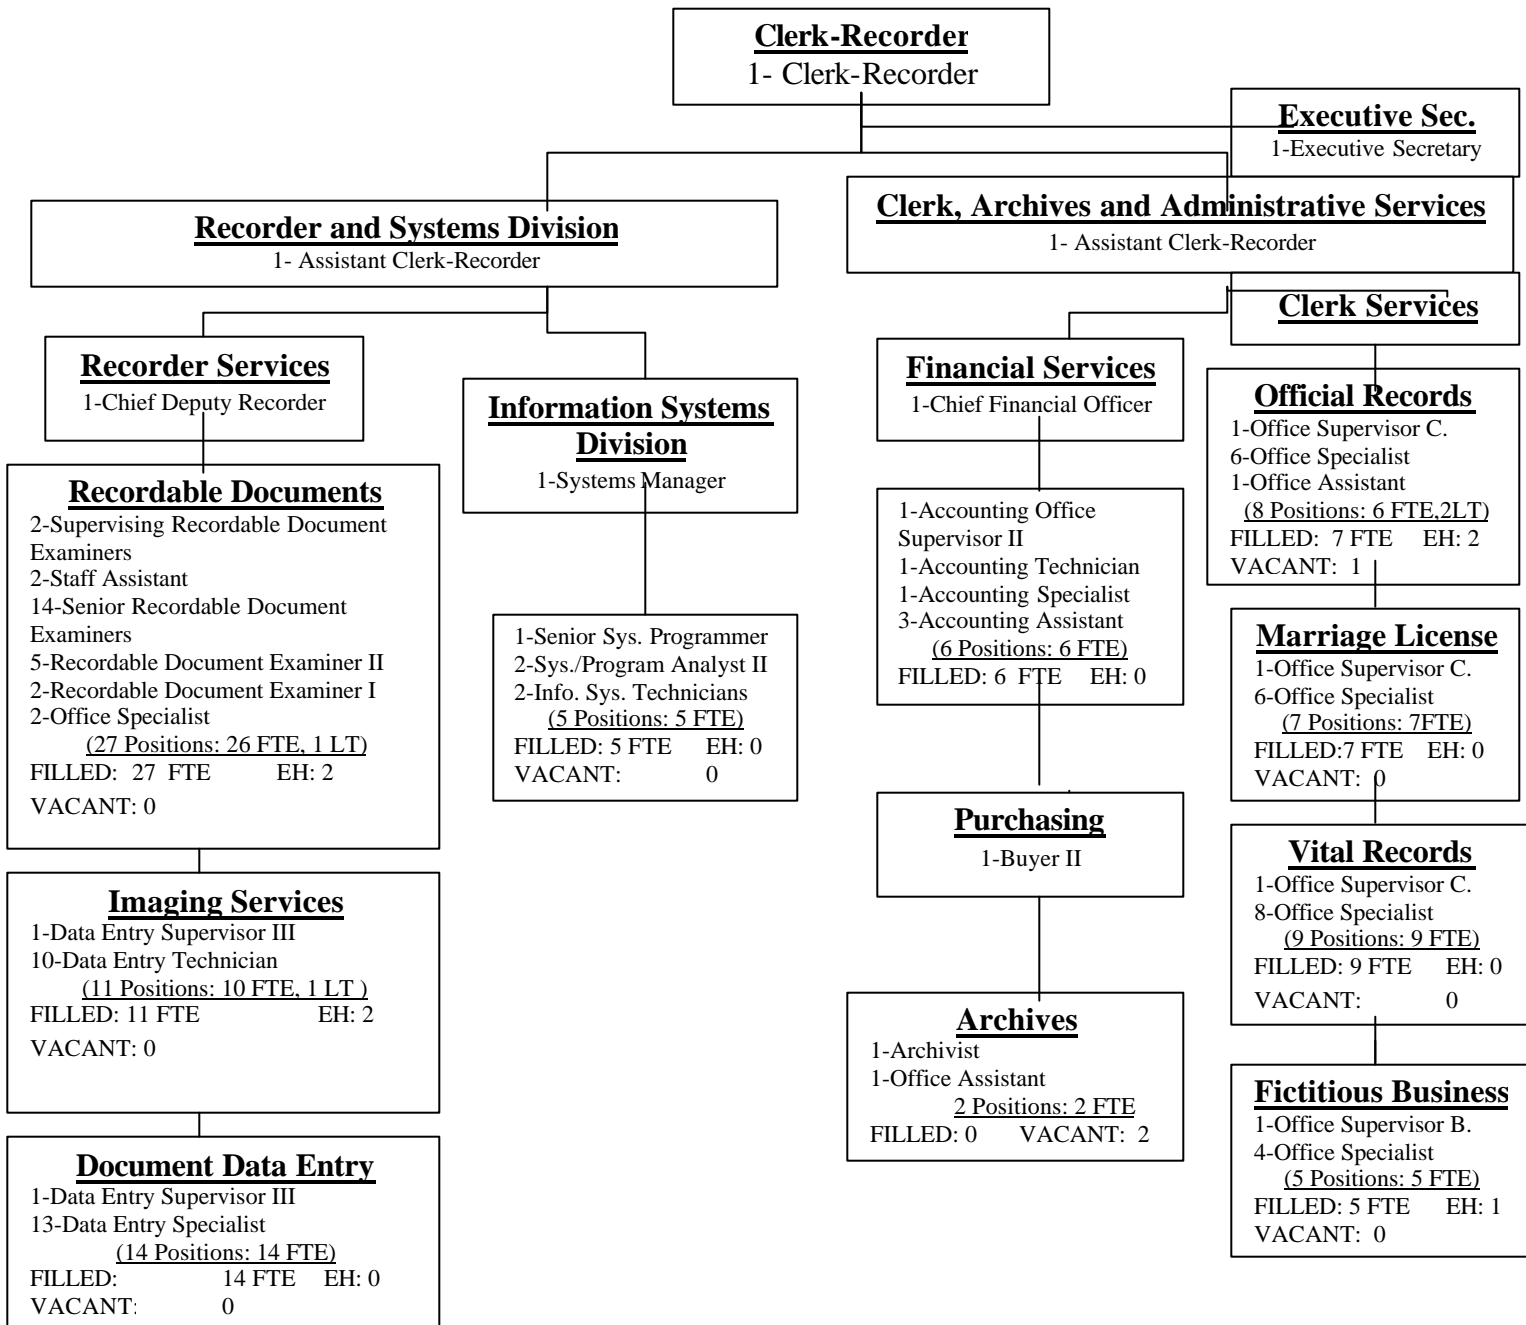 Clerk-Recorder
1- Clerk-Recorder
Executive Sec.
1-Executive Secretary
Recorder and Systems Division
1- Assistant Clerk-Recorder
Clerk, Archives and Administrative Services
1- Assistant Clerk-Recorder
Recorder Services
1-Chief Deputy Recorder
Recordable Documents
2-Supervising Recordable Document
Examiners
2-Staff Assistant
14-Senior Recordable Document
Examiners
5-Recordable Document Examiner II
2-Recordable Document Examiner I
2-Office Specialist
(27 Positions: 26 FTE, 1 LT)
FILLED: 27 FTE EH: 2
VACANT: 0
Imaging Services
1-Data Entry Supervisor III
10-Data Entry Technician
(11 Positions: 10 FTE, 1 LT )
FILLED: 11 FTE EH: 2
VACANT: 0
Document Data Entry
1-Data Entry Supervisor III
13-Data Entry Specialist
(14 Positions: 14 FTE)
FILLED: 14 FTE EH: 0
VACANT: 0
Information Systems
Division
1-Systems Manager
1-Senior Sys. Programmer
2-Sys./Program Analyst II
2-Info. Sys. Technicians
(5 Positions: 5 FTE)
FILLED: 5 FTE EH: 0
VACANT: 0
Financial Services
1-Chief Financial Officer
1-Accounting Office
Supervisor II
1-Accounting Technician
1-Accounting Specialist
3-Accounting Assistant
(6 Positions: 6 FTE)
FILLED: 6 FTE EH: 0
Purchasing
1-Buyer II
Archives
1-Archivist
1-Office Assistant
2 Positions: 2 FTE
FILLED: 0 VACANT: 2
Clerk Services
Official Records
1-Office Supervisor C.
6-Office Specialist
1-Office Assistant
(8 Positions: 6 FTE,2LT)
FILLED: 7 FTE EH: 2
VACANT: 1
Marriage License
1-Office Supervisor C.
6-Office Specialist
(7 Positions: 7FTE)
FILLED:7 FTE EH: 0
VACANT: 0
Vital Records
1-Office Supervisor C.
8-Office Specialist
(9 Positions: 9 FTE)
FILLED: 9 FTE EH: 0
VACANT: 0
Fictitious Business
1-Office Supervisor B.
4-Office Specialist
(5 Positions: 5 FTE)
FILLED: 5 FTE EH: 1
VACANT: 0